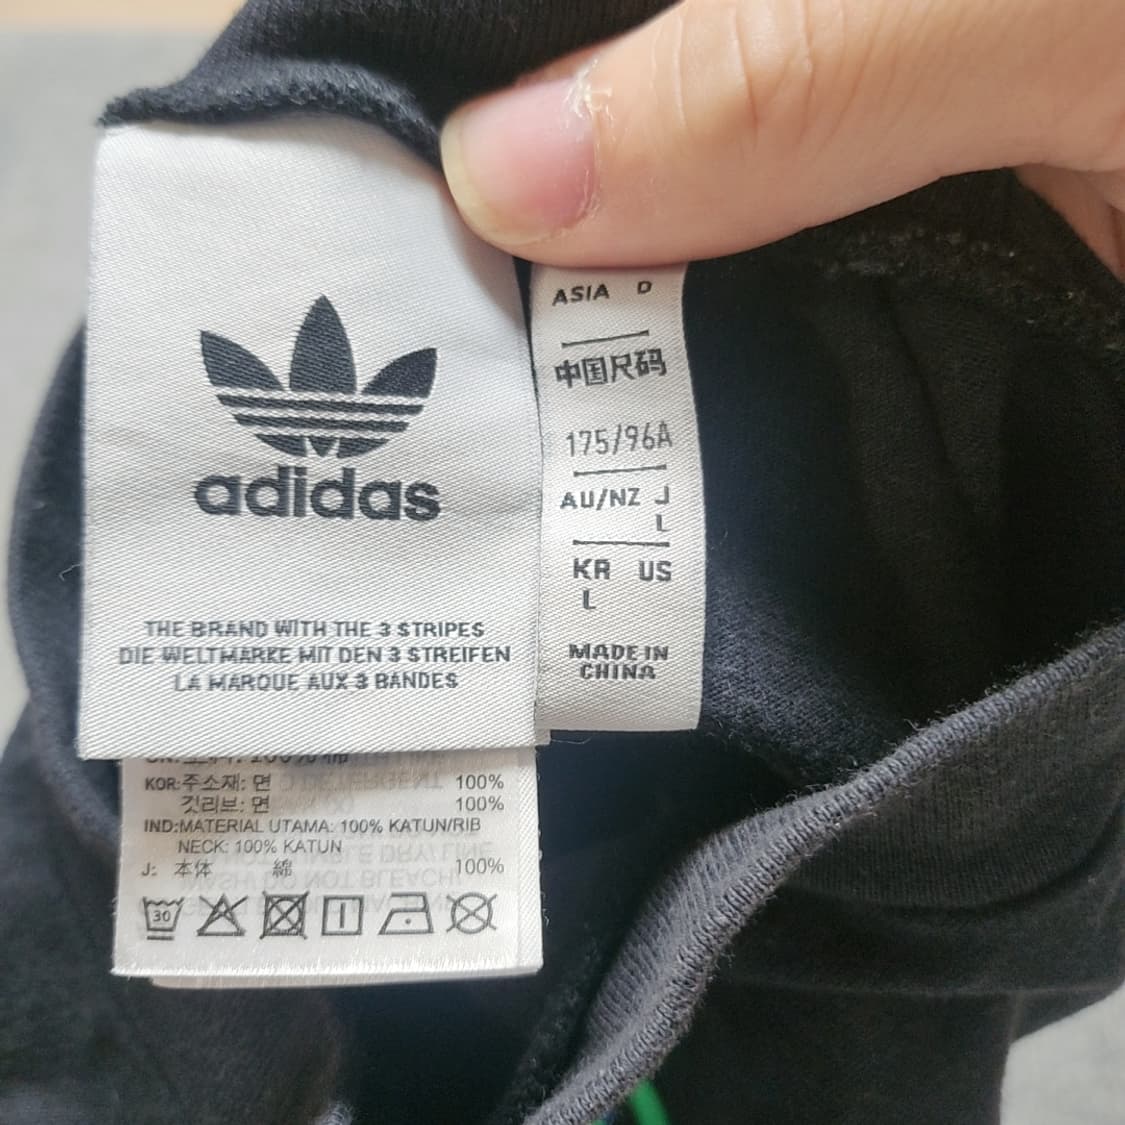 adidas
THE BRAND WITH THE 3 STRIPES
DIE WELTMARKE MIT DEN 3 STREIFEN
LA MARQUE AUX 3 BANDES
ASIA D
中国尺码
175/96A
AU/NZ J
L
KR US
L
MADE IN
CHINA
KOR:주소재: 면 100%
깃리브: 면 100%
IND:MATERIAL UTAMA: 100% KATUN/RIB
NECK: 100% KATUN
J: 本体 綿 100%
30